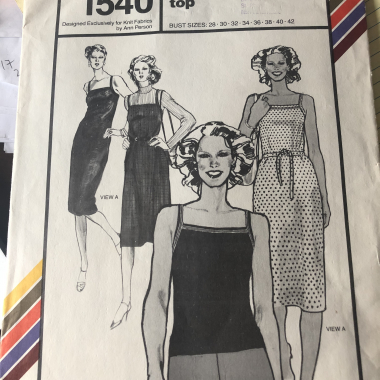 1540
top
Designed Exclusively for Knit Fabrics
by Ann Person
BUST SIZES: 28 · 30 · 32 · 34 · 36 · 38 · 40 · 42
VIEW A
VIEW A
17